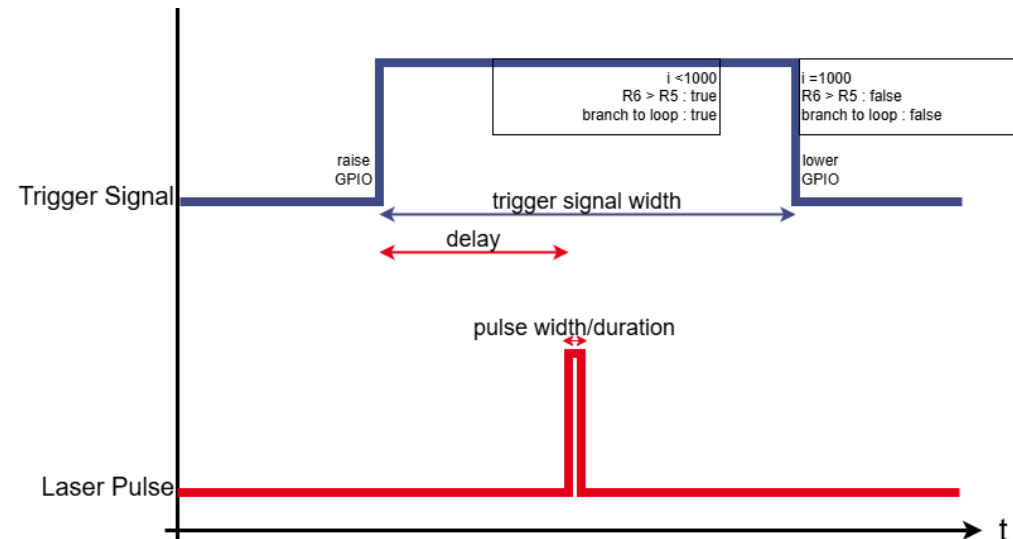 i <1000
R6 > R5 : true
branch to loop : true
i =1000
R6 > R5 : false
branch to loop : false
raise
GPIO
lower
GPIO
Trigger Signal
trigger signal width
delay
pulse width/duration
Laser Pulse
t